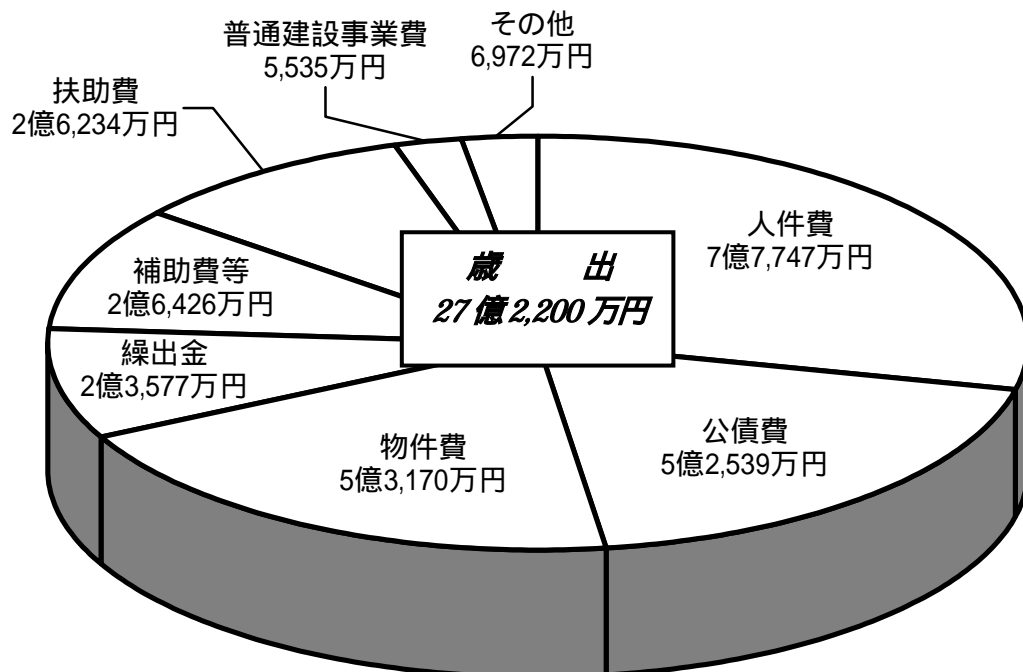 その他
6,972万円
普通建設事業費
5,535万円
扶助費
2億6,234万円
人件費
7億7,747万円
歳 出
27億2,200万円
補助費等
2億6,426万円
繰出金
2億3,577万円
物件費
5億3,170万円
公債費
5億2,539万円